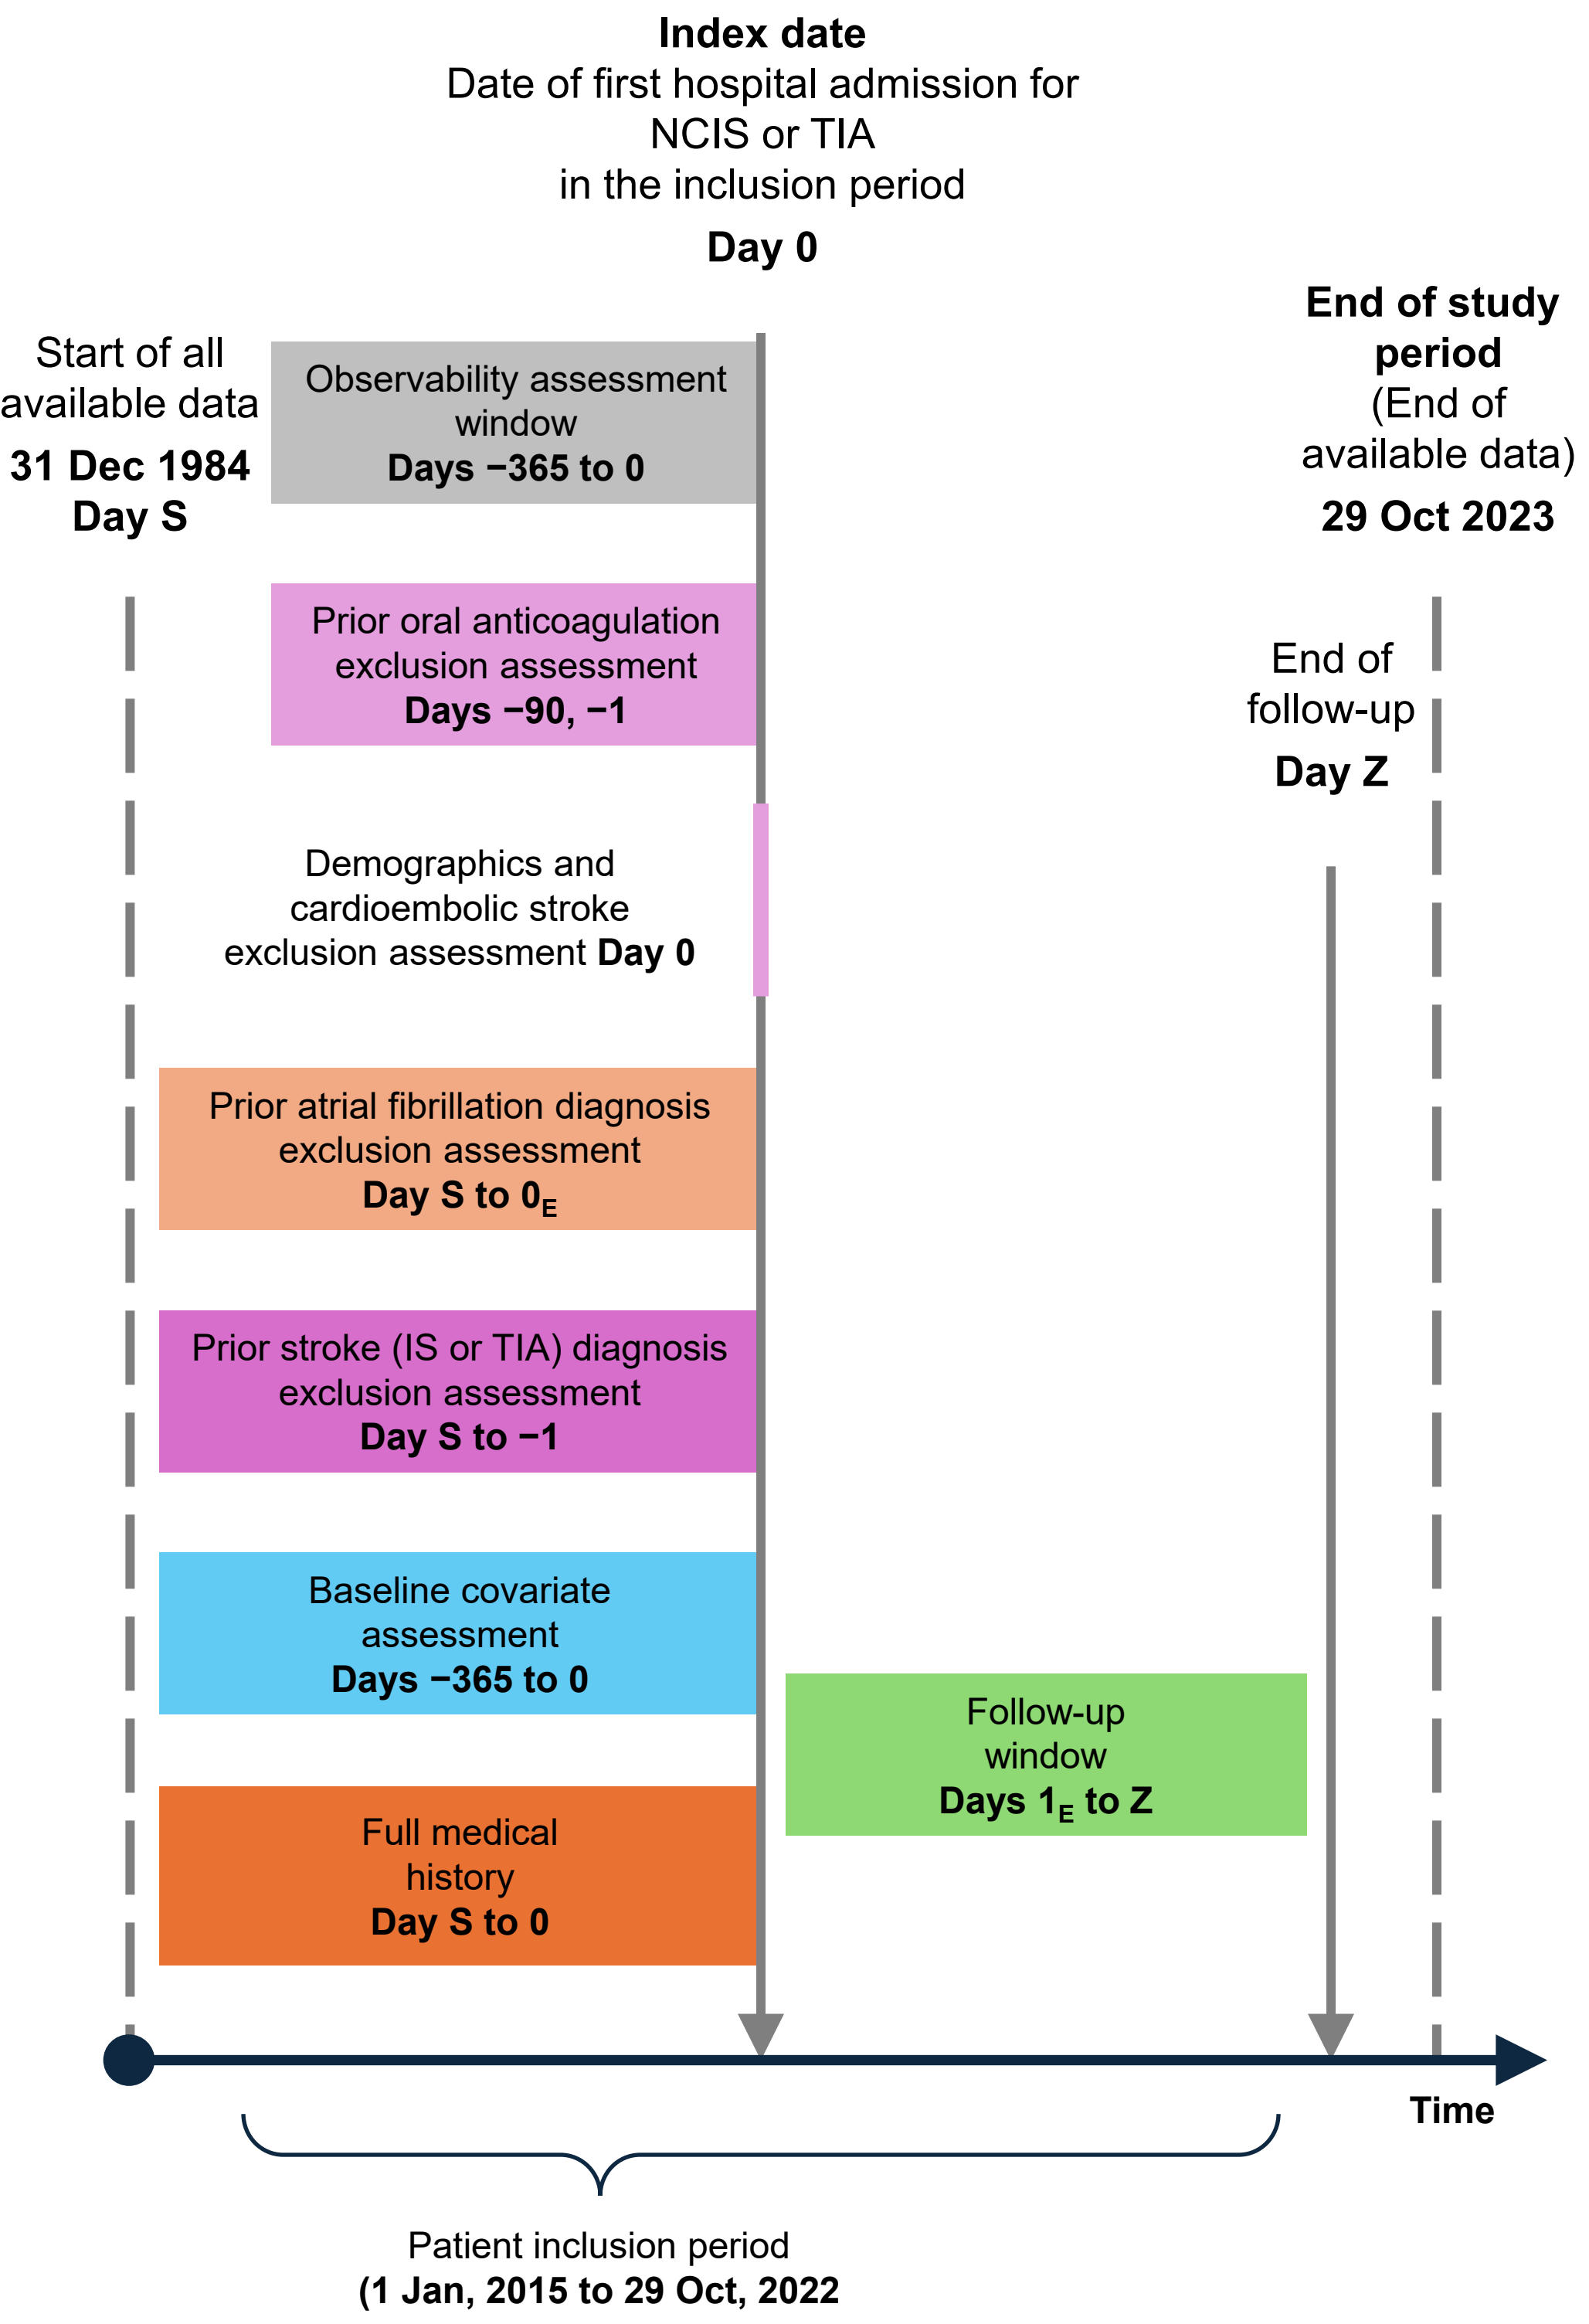 Index date
Date of first hospital admission for
NCIS or TIA
in the inclusion period
Day 0
Start of all
available data
31 Dec 1984
Day S
End of study
period
(End of
available data)
29 Oct 2023
Observability assessment
window
Days −365 to 0
Prior oral anticoagulation
exclusion assessment
Days −90, −1
End of
follow-up
Day Z
Demographics and
cardioembolic stroke
exclusion assessment Day 0
Prior atrial fibrillation diagnosis
exclusion assessment
Day S to 0E
Prior stroke (IS or TIA) diagnosis
exclusion assessment
Day S to −1
Baseline covariate
assessment
Days −365 to 0
Follow-up
window
Days 1E to Z
Full medical
history
Day S to 0
Time
Patient inclusion period
(1 Jan, 2015 to 29 Oct, 2022